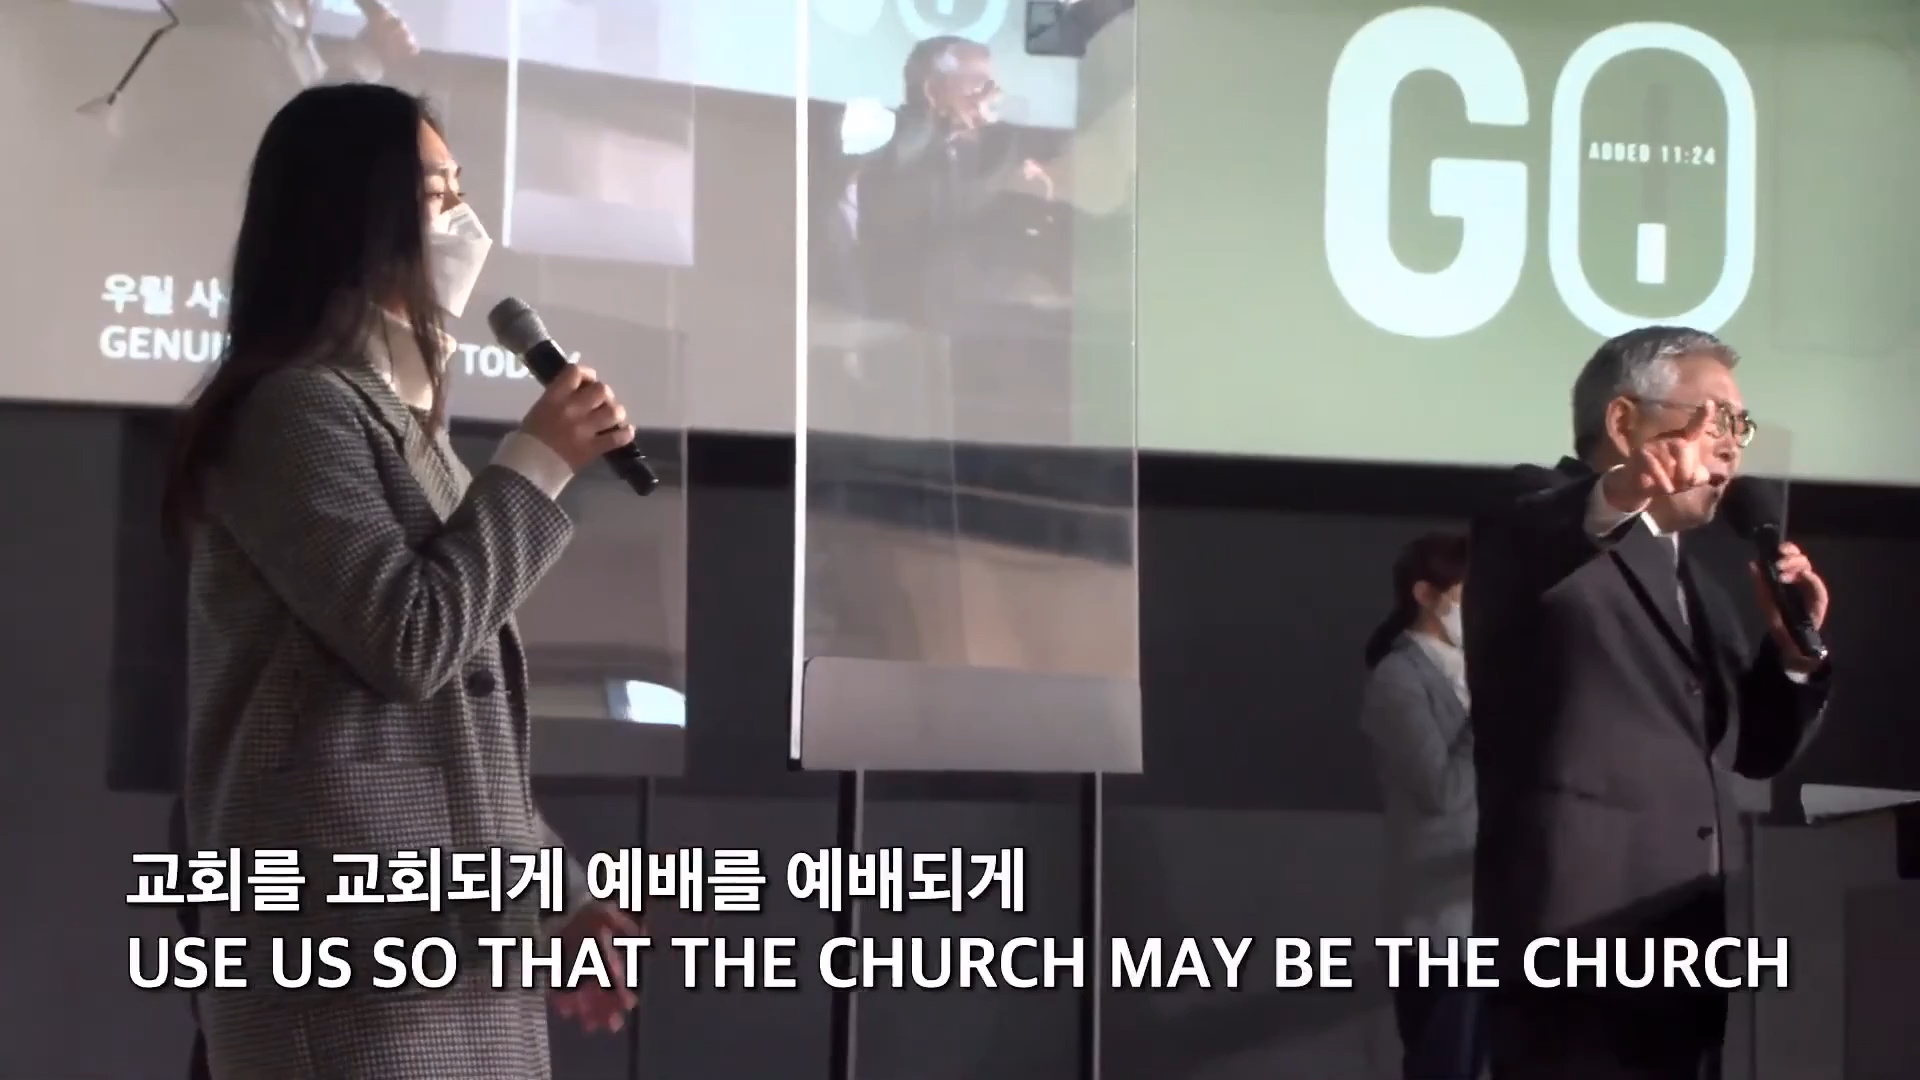 GO
ADDED 11:24
우릴 사
TOD
교회를 교회되게 예배를 예배되게
USE US SO THAT THE CHURCH MAY BE THE CHURCH